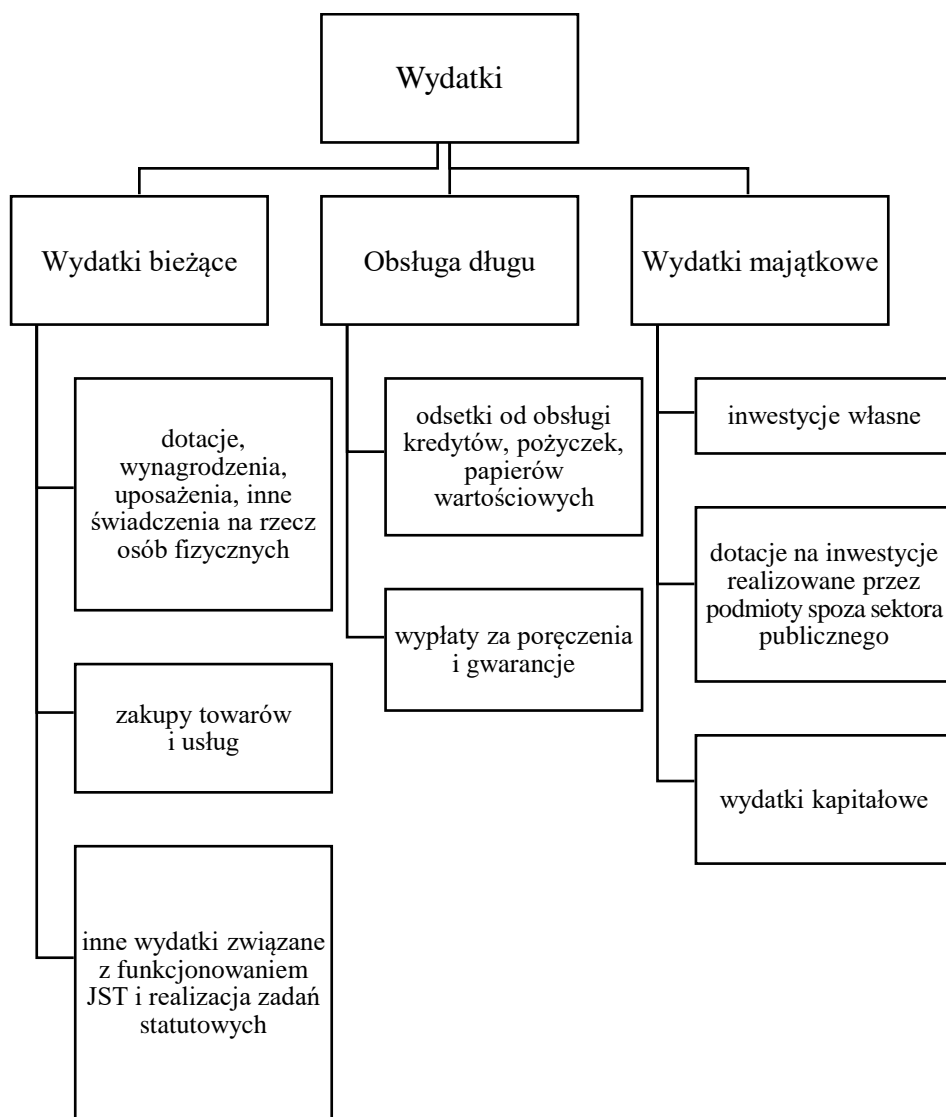 Wydatki
Wydatki bieżące
dotacje,
wynagrodzenia,
uposażenia, inne
świadczenia na rzecz
osób fizycznych
zakupy towarów
i usług
inne wydatki związane
z funkcjonowaniem
JST i realizacja zadań
statutowych
Obsługa długu
odsetki od obsługi
kredytów, pożyczek,
papierów
wartościowych
wypłaty za poręczenia
i gwarancje
Wydatki majątkowe
inwestycje własne
dotacje na inwestycje
realizowane przez
podmioty spoza sektora
publicznego
wydatki kapitałowe